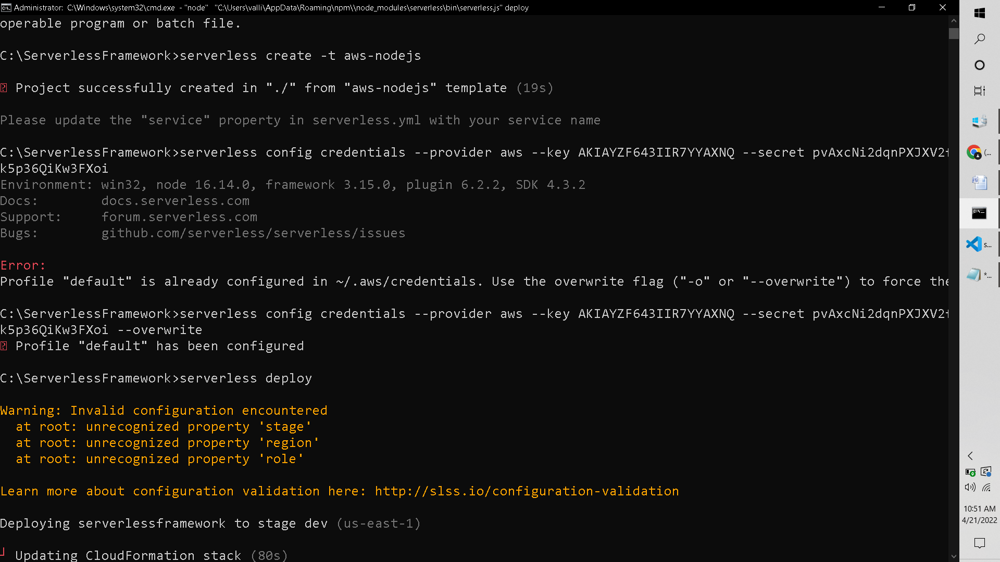 Administrator: C:\Windows\system32\cmd.exe - "node" "C:\Users\valli\AppData\Roaming\npm\\node_modules\serverless\bin\serverless.js" deploy
operable program or batch file.
C:\ServerlessFramework>serverless create -t aws-nodejs
Project successfully created in "./" from "aws-nodejs" template (19s)
Please update the "service" property in serverless.yml with your service name
C:\ServerlessFramework>serverless config credentials --provider aws --key AKIAYZF643IIR7YYAXNQ --secret pvAxcNi2dqnPXJXV2
k5p36QiKw3FXoi
Environment: win32, node 16.14.0, framework 3.15.0, plugin 6.2.2, SDK 4.3.2
Docs: docs.serverless.com
Support: forum.serverless.com
Bugs: github.com/serverless/serverless/issues
Error:
Profile "default" is already configured in ~/.aws/credentials. Use the overwrite flag ("-o" or "--overwrite") to force the
C:\ServerlessFramework>serverless config credentials --provider aws --key AKIAYZF643IIR7YYAXNQ --secret pvAxcNi2dqnPXJXV2
k5p36QiKw3FXoi --overwrite
Profile "default" has been configured
C:\ServerlessFramework>serverless deploy
Warning: Invalid configuration encountered
at root: unrecognized property 'stage'
at root: unrecognized property 'region'
at root: unrecognized property 'role'
Learn more about configuration validation here: http://slss.io/configuration-validation
Deploying serverlessframework to stage dev (us-east-1)
Updating CloudFormation stack (80s)
(...
s...
*...
10:51 AM
4/21/2022